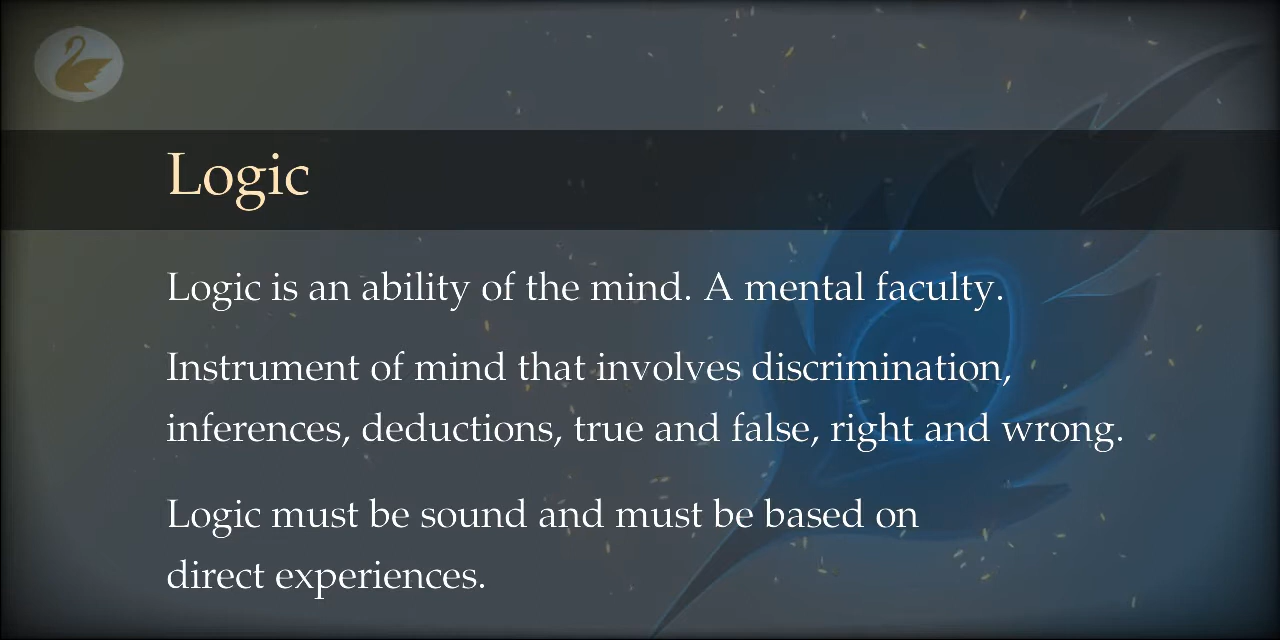 Logic
Logic is an ability of the mind. A mental faculty.
Instrument of mind that involves discrimination,
inferences, deductions, true and false, right and wrong.
Logic must be sound and must be based on
direct experiences.